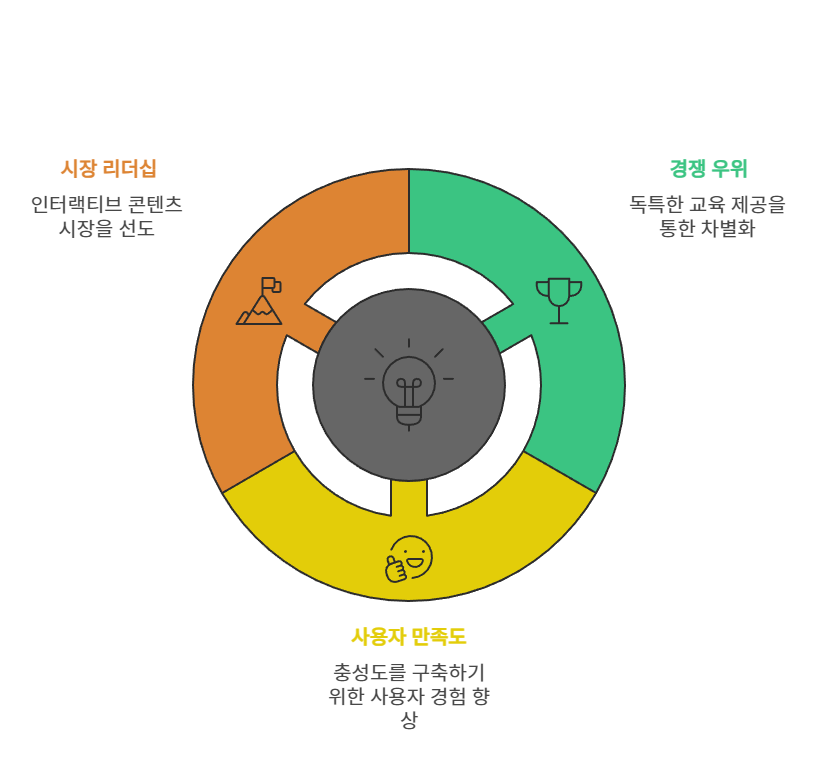 시장 리더십
인터랙티브 콘텐츠
시장을 선도
경쟁 우위
독특한 교육 제공을
통한 차별화
사용자 만족도
충성도를 구축하기
위한 사용자 경험 향
상